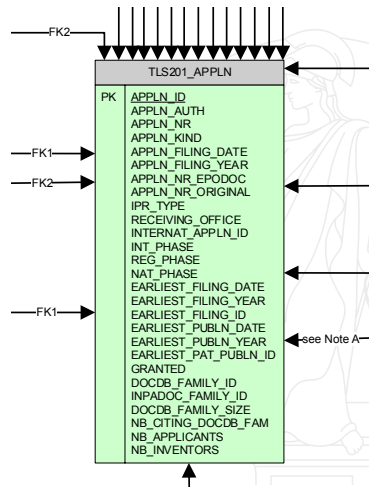 FK2
TLS201_APPLN
PK APPLN_ID
APPLN_AUTH
APPLN_NR
APPLN_KIND
FK1 APPLN_FILING_DATE
APPLN_FILING_YEAR
FK2 APPLN_NR_EPODOC
APPLN_NR_ORIGINAL
IPR_TYPE
RECEIVING_OFFICE
INTERNAT_APPLN_ID
INT_PHASE
REG_PHASE
NAT_PHASE
EARLIEST_FILING_DATE
EARLIEST_FILING_YEAR
FK1 EARLIEST_FILING_ID
EARLIEST_PUBLN_DATE
EARLIEST_PUBLN_YEAR see Note A
EARLIEST_PAT_PUBLN_ID
GRANTED
DOCDB_FAMILY_ID
INPADOC_FAMILY_ID
DOCDB_FAMILY_SIZE
NB_CITING_DOCDB_FAM
NB_APPLICANTS
NB_INVENTORS